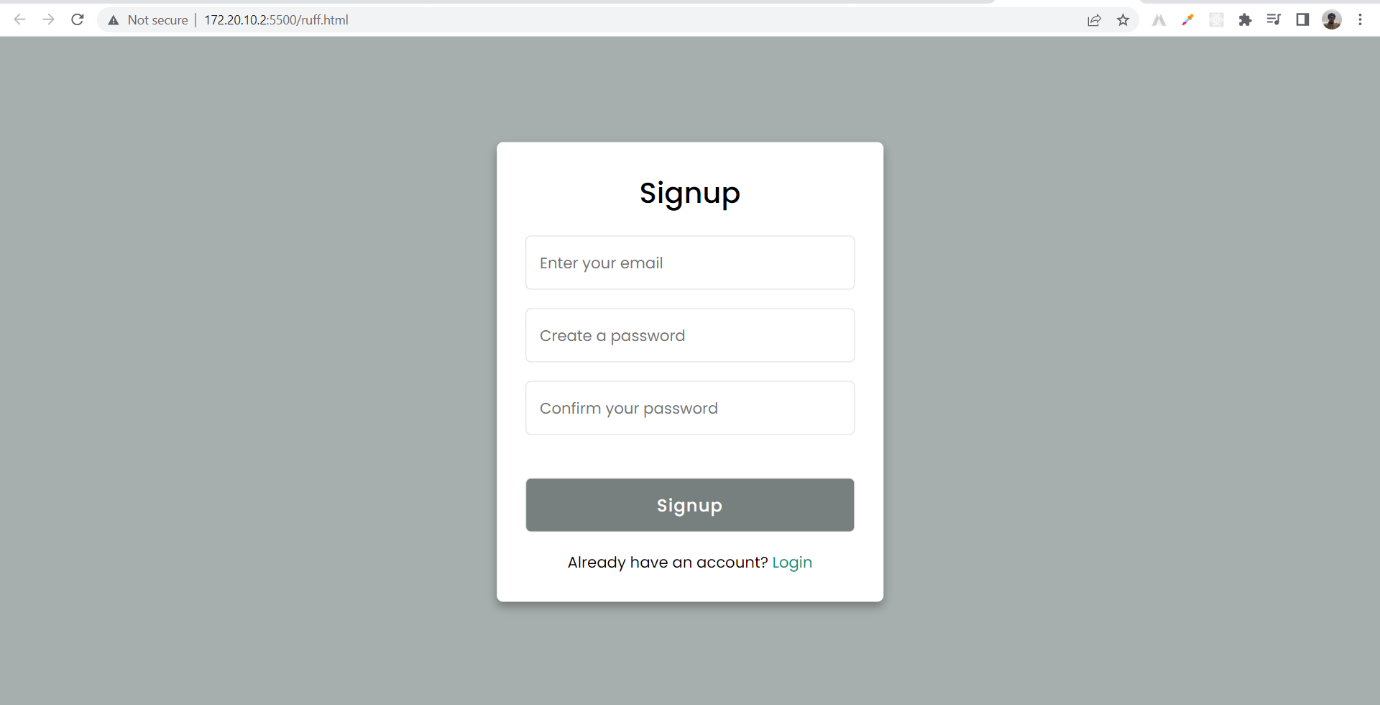 Not secure | 172.20.10.2:5500/ruff.html
Signup
Enter your email
Create a password
Confirm your password
Signup
Already have an account? Login